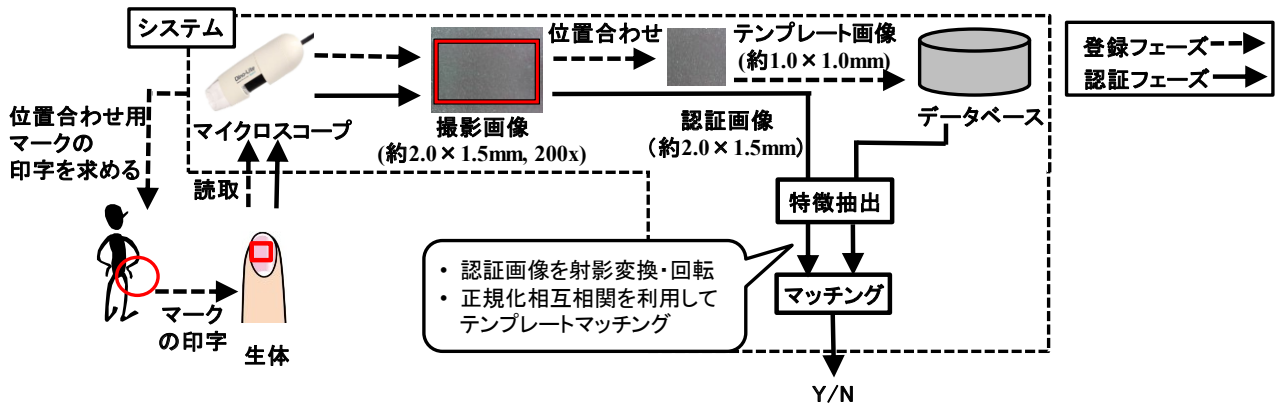 システム
位置合わせ用
マークの
印字を求める
マイクロスコープ
Dino-Lite
読取
マーク
の印字
生体
撮影画像
(約2.0×1.5mm, 200x)
位置合わせ
テンプレート画像
(約1.0×1.0mm)
認証画像
(約2.0×1.5mm)
データベース
特徴抽出
• 認証画像を射影変換・回転
• 正規化相互相関を利用して
テンプレートマッチング
マッチング
Y/N
登録フェーズ
認証フェーズ